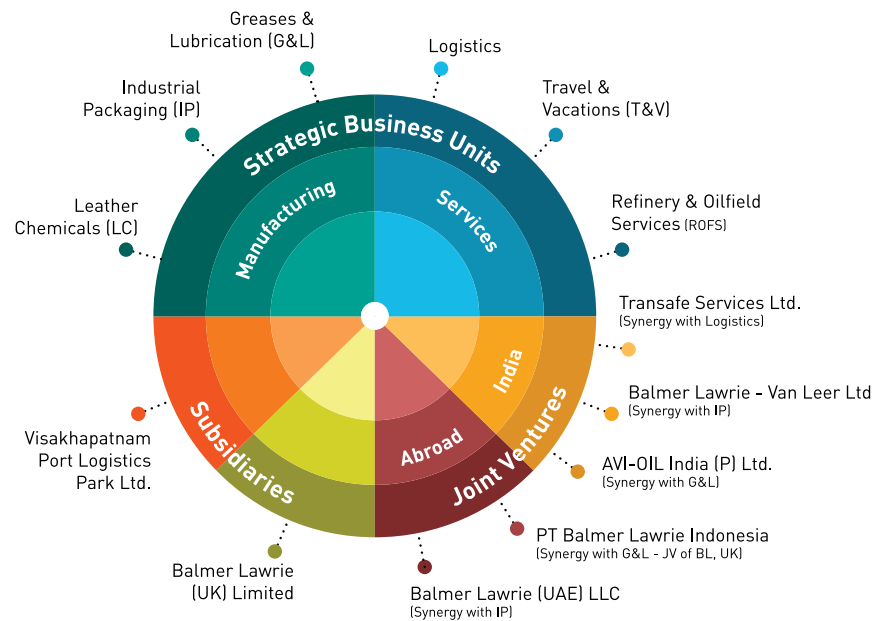 Greases &
Lubrication (G&L)
Logistics
Industrial
Packaging (IP)
Travel &
Vacations (T&V)
Strategic Business Units
Manufacturing
Services
Leather
Chemicals (LC)
Refinery & Oilfield
Services (ROFS)
Transafe Services Ltd.
(Synergy with Logistics)
India
Balmer Lawrie - Van Leer Ltd
(Synergy with IP)
Subsidiaries
Abroad
Joint Ventures
Visakhapatnam
Port Logistics
Park Ltd.
AVI-OIL India (P) Ltd.
(Synergy with G&L)
PT Balmer Lawrie Indonesia
(Synergy with G&L - JV of BL, UK)
Balmer Lawrie
(UK) Limited
Balmer Lawrie (UAE) LLC
(Synergy with IP)